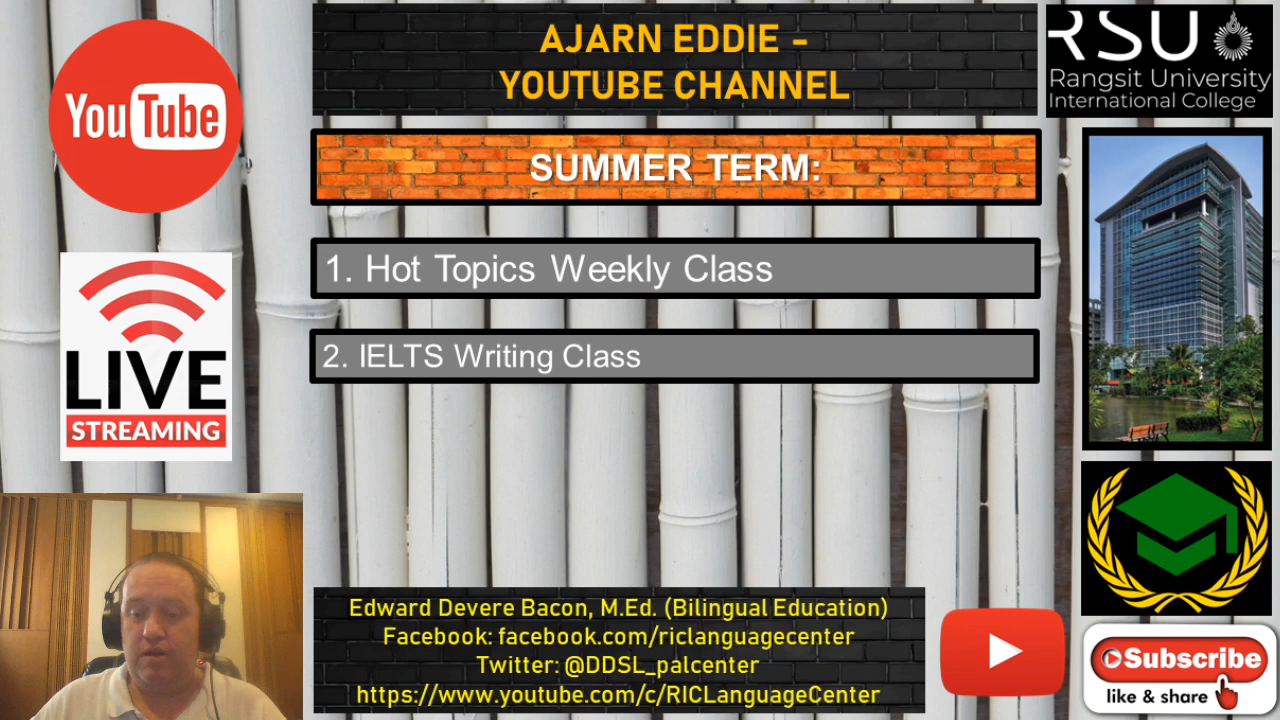 YouTube
AJARN EDDIE -
YOUTUBE CHANNEL
RSU
Rangsit University
International College
SUMMER TERM:
1. Hot Topics Weekly Class
2. IELTS Writing Class
LIVE
STREAMING
Edward Devere Bacon, M.Ed. (Bilingual Education)
Facebook: facebook.com/riclanguagecenter
Twitter: @DDSL_palcenter
https://www.youtube.com/c/RICLanguageCenter
Subscribe
like & share